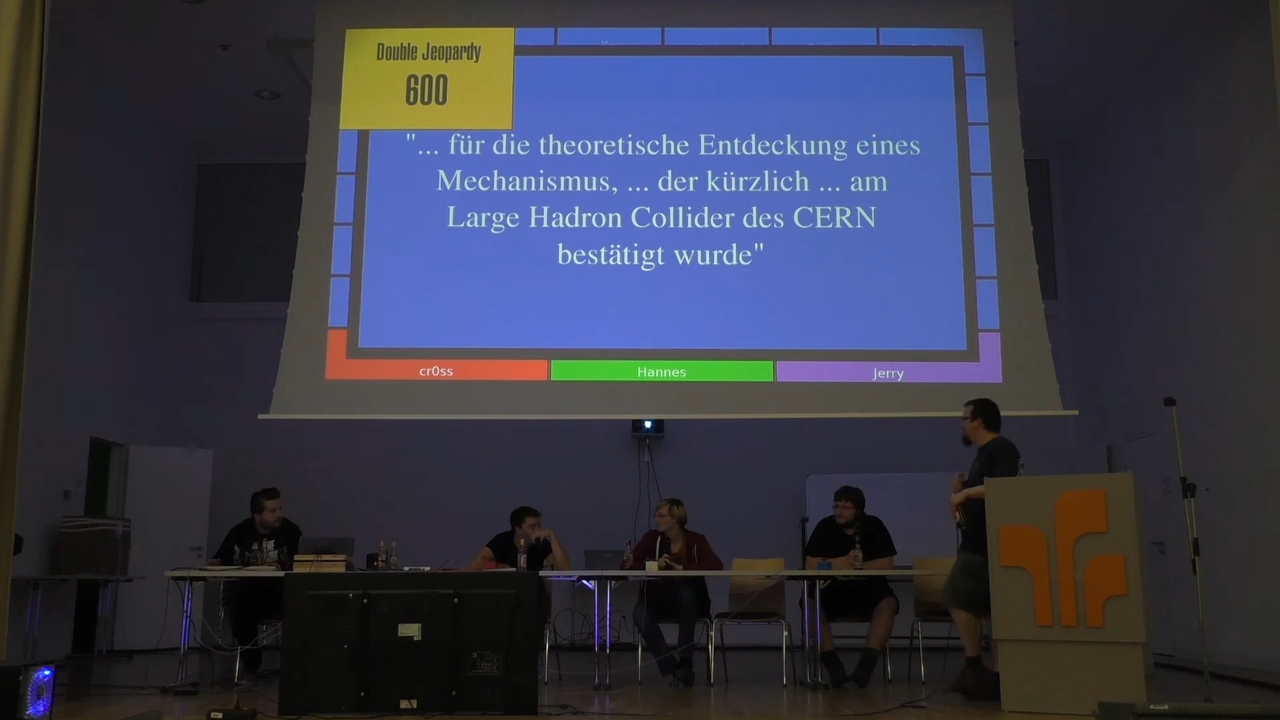 Double Jeopardy
600
"... für die theoretische Entdeckung eines
Mechanismus, ... der kürzlich ... am
Large Hadron Collider des CERN
bestätigt wurde"
cr0ss
Hannes
Jerry